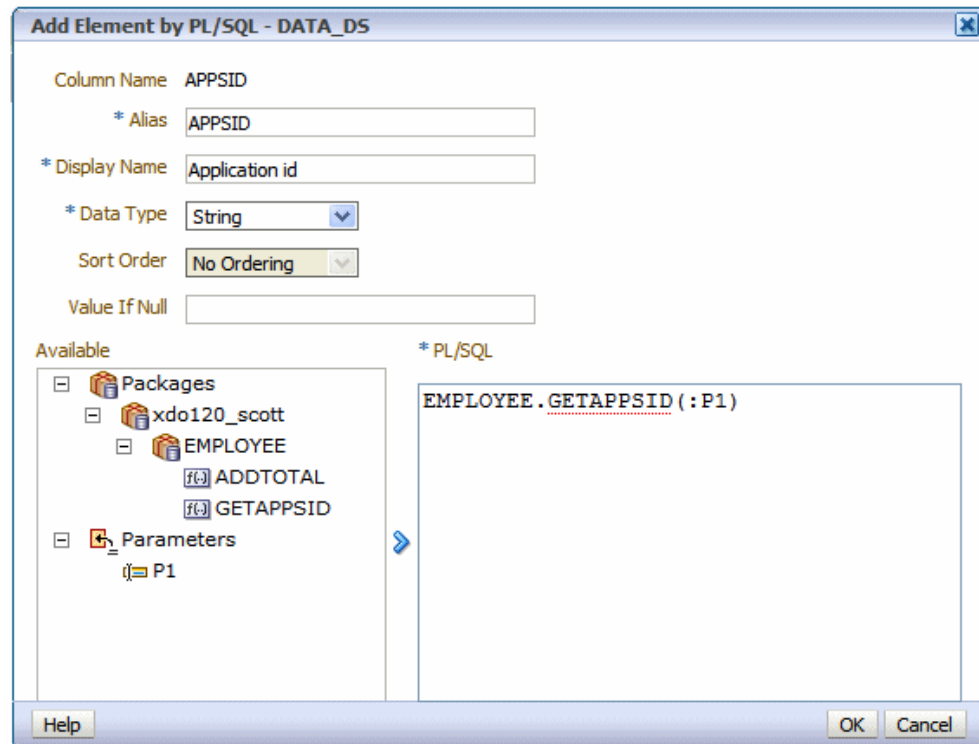 Add Element by PL/SQL - DATA_DS
Column Name APPSID
* Alias APPSID
* Display Name Application id
* Data Type String
Sort Order No Ordering
Value If Null
Available
Packages
xdo120_scott
EMPLOYEE
f(.) ADDTOTAL
f(.) GETAPPSID
Parameters
P1
* PL/SQL
EMPLOYEE.GETAPPSID(:P1)
Help OK Cancel